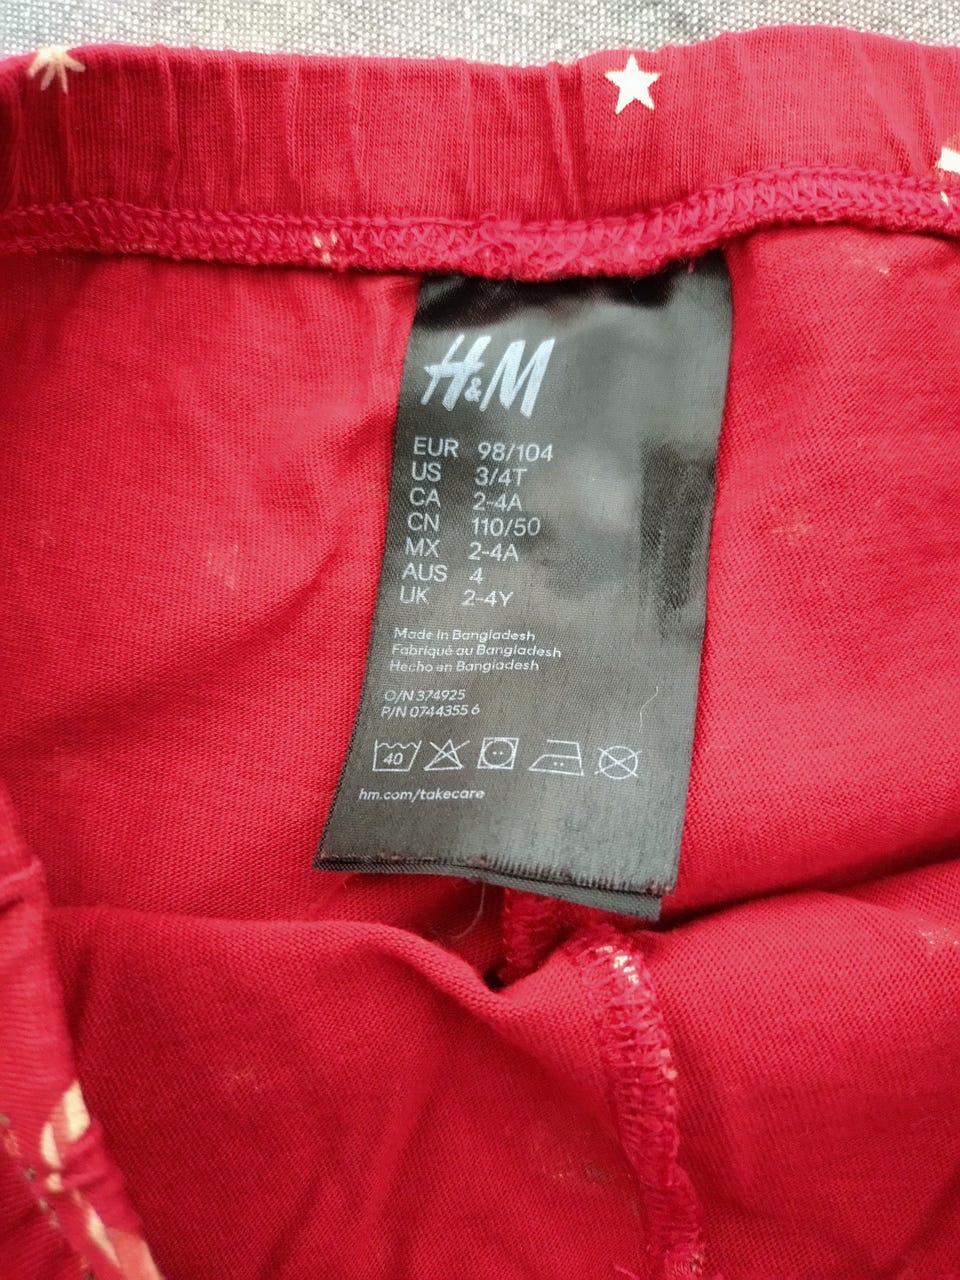 H&M
EUR 98/104
US 3/4T
CA 2-4A
CN 110/50
MX 2-4A
AUS 4
UK 2-4Y
Made in Bangladesh
Fabriqué au Bangladesh
Hecho en Bangladesh
O/N 374925
P/N 0744355 6
40
hm.com/takecare